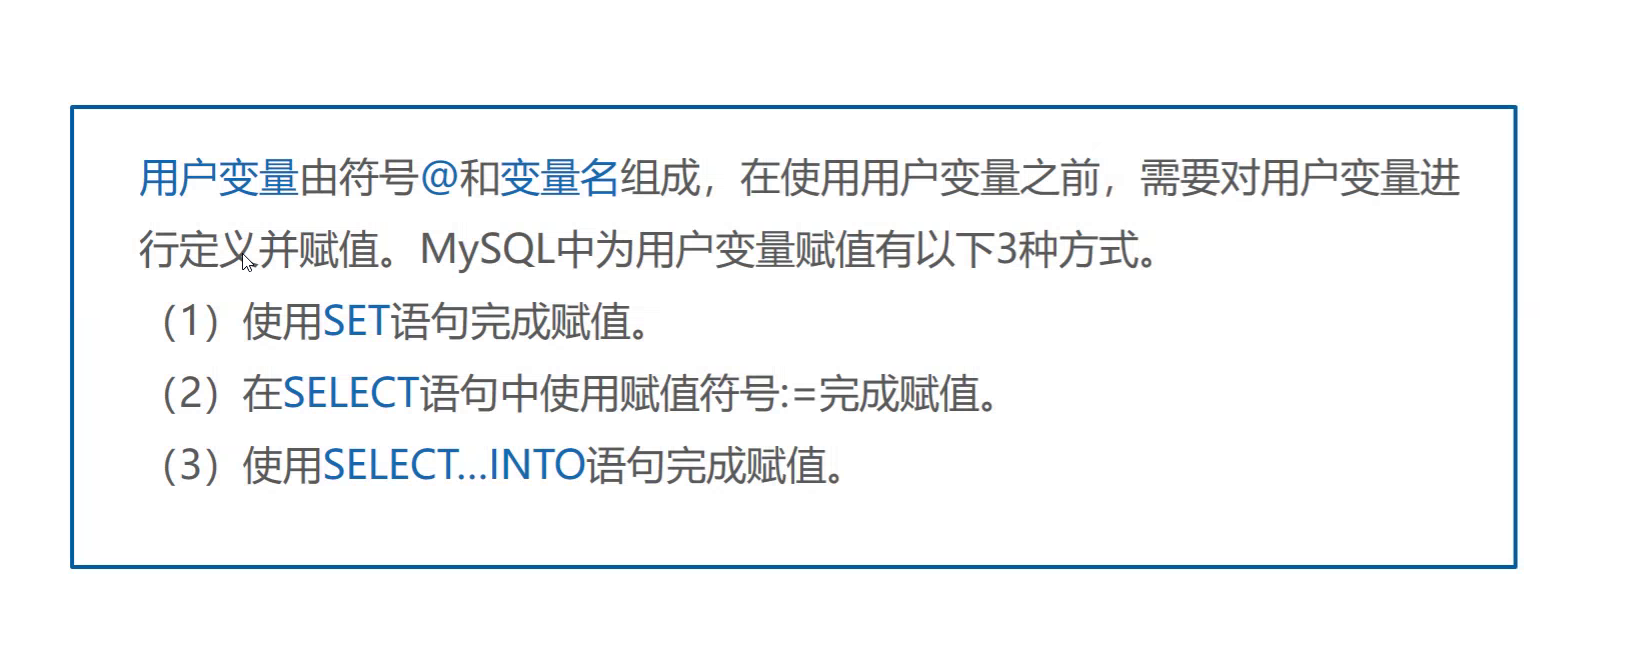 用户变量由符号@和变量名组成，在使用用户变量之前，需要对用户变量进
行定义并赋值。MySQL中为用户变量赋值有以下3种方式。
（1）使用SET语句完成赋值。
（2）在SELECT语句中使用赋值符号:=完成赋值。
（3）使用SELECT…INTO语句完成赋值。